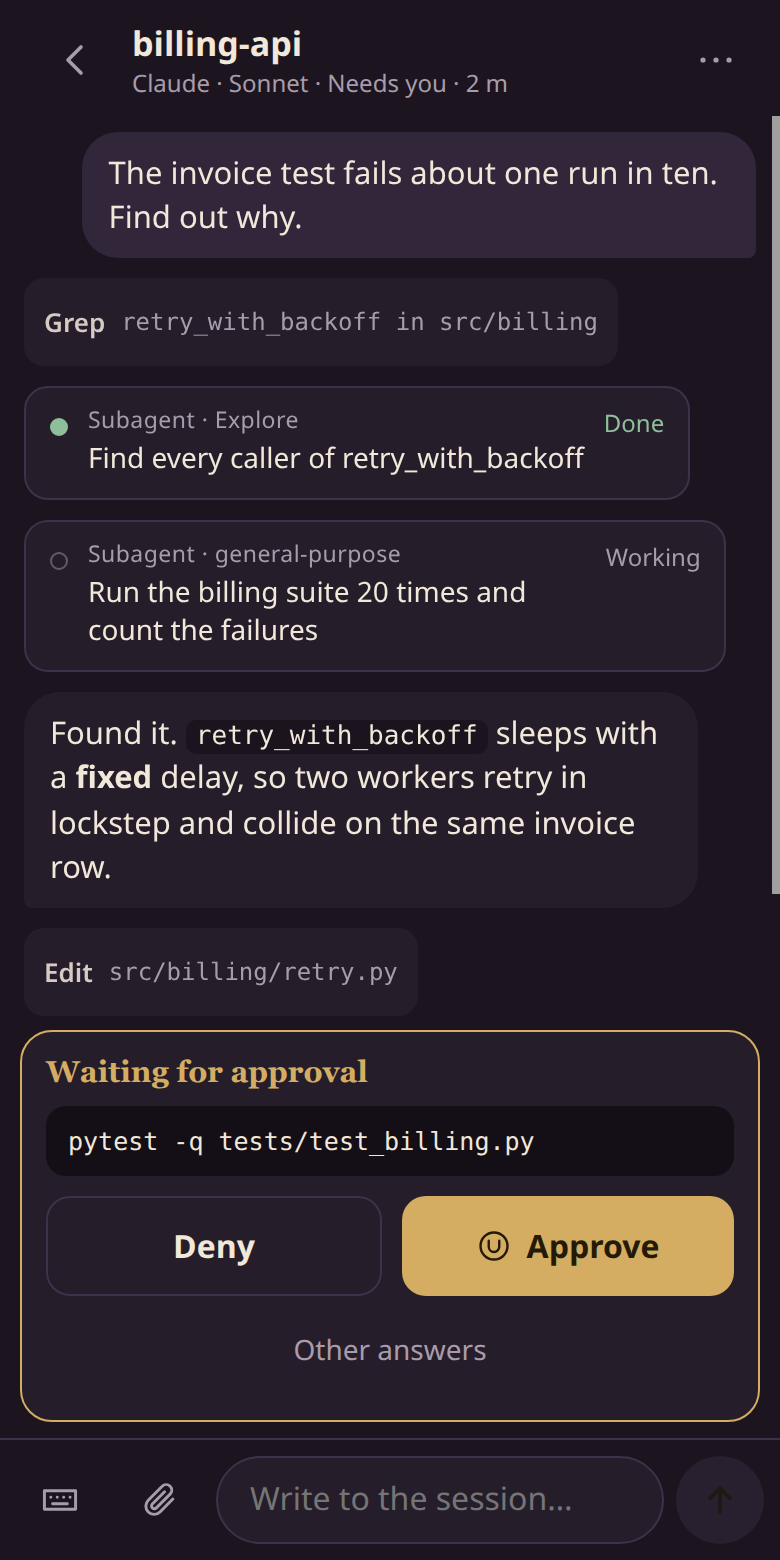 billing-api
Claude · Sonnet · Needs you · 2 m
The invoice test fails about one run in ten.
Find out why.
Grep retry_with_backoff in src/billing
Subagent · Explore
Done
Find every caller of retry_with_backoff
Subagent · general-purpose
Working
Run the billing suite 20 times and
count the failures
Found it. retry_with_backoff sleeps with
a fixed delay, so two workers retry in
lockstep and collide on the same invoice
row.
Edit src/billing/retry.py
Waiting for approval
pytest -q tests/test_billing.py
Deny
Approve
Other answers
Write to the session…